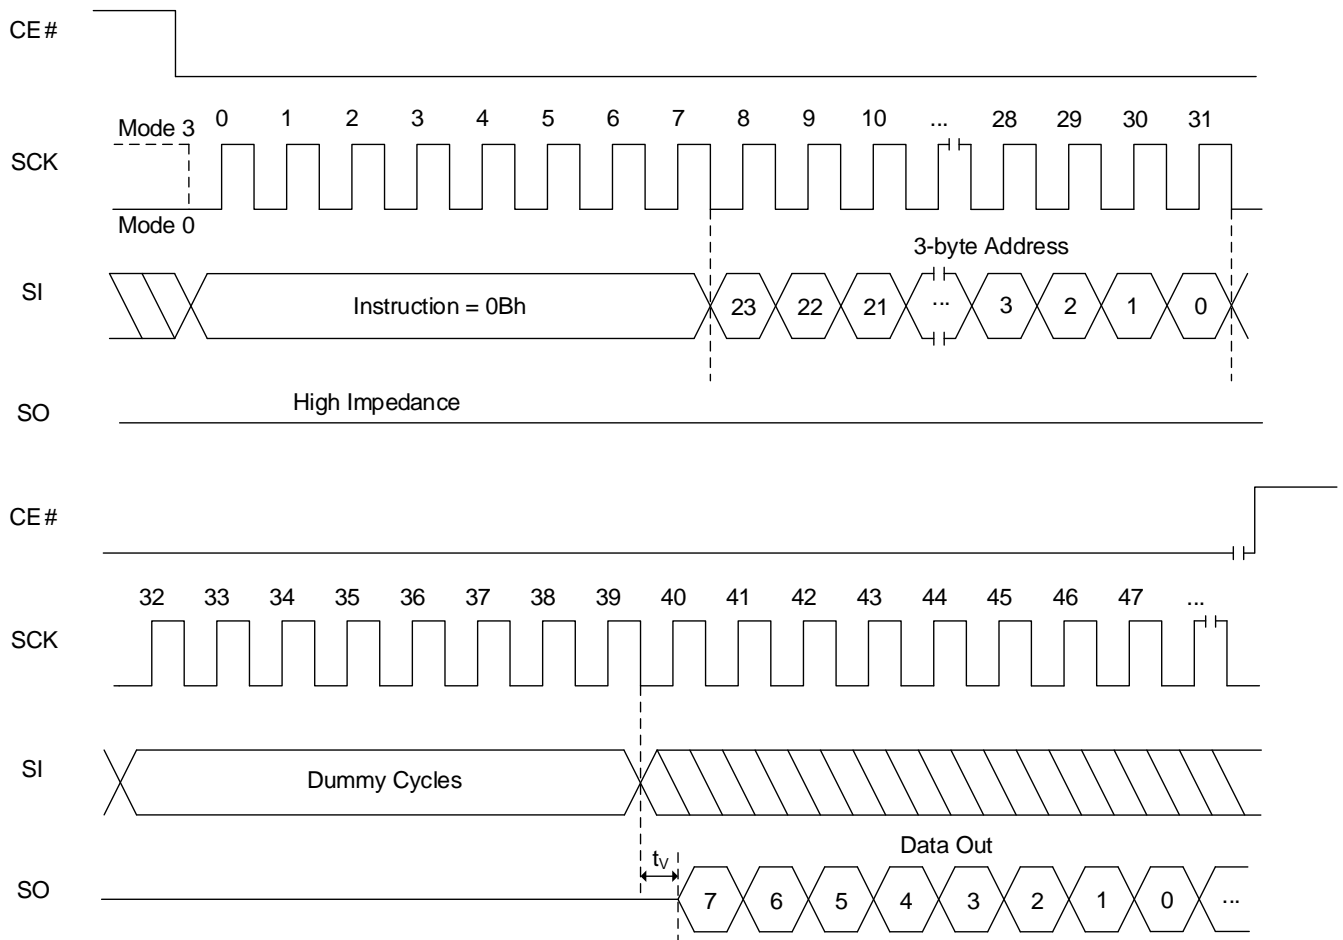 CE#
Mode 3 0 1 2 3 4 5 6 7 8 9 10 ... 28 29 30 31
SCK
Mode 0
3-byte Address
SI Instruction = 0Bh 23 22 21 ... 3 2 1 0
High Impedance
SO
CE#
32 33 34 35 36 37 38 39 40 41 42 43 44 45 46 47 ...
SCK
SI Dummy Cycles
Data Out
tV
SO 7 6 5 4 3 2 1 0 ...